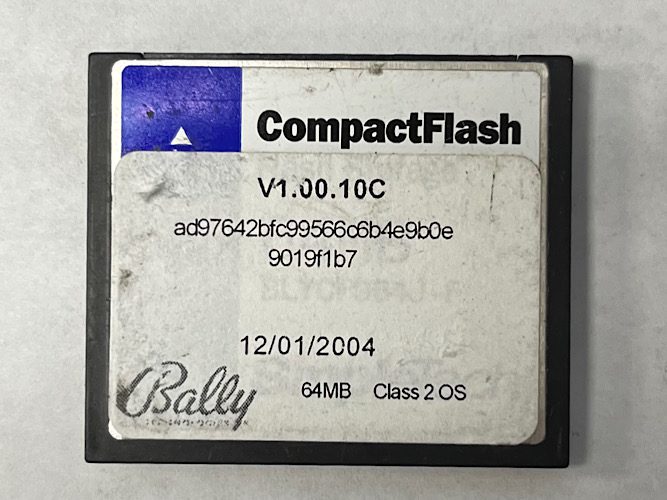 CompactFlash
V1.00.10C
ad97642bfc99566c6b4e9b0e
9019f1b7
12/01/2004
Bally
64MB Class 2 OS